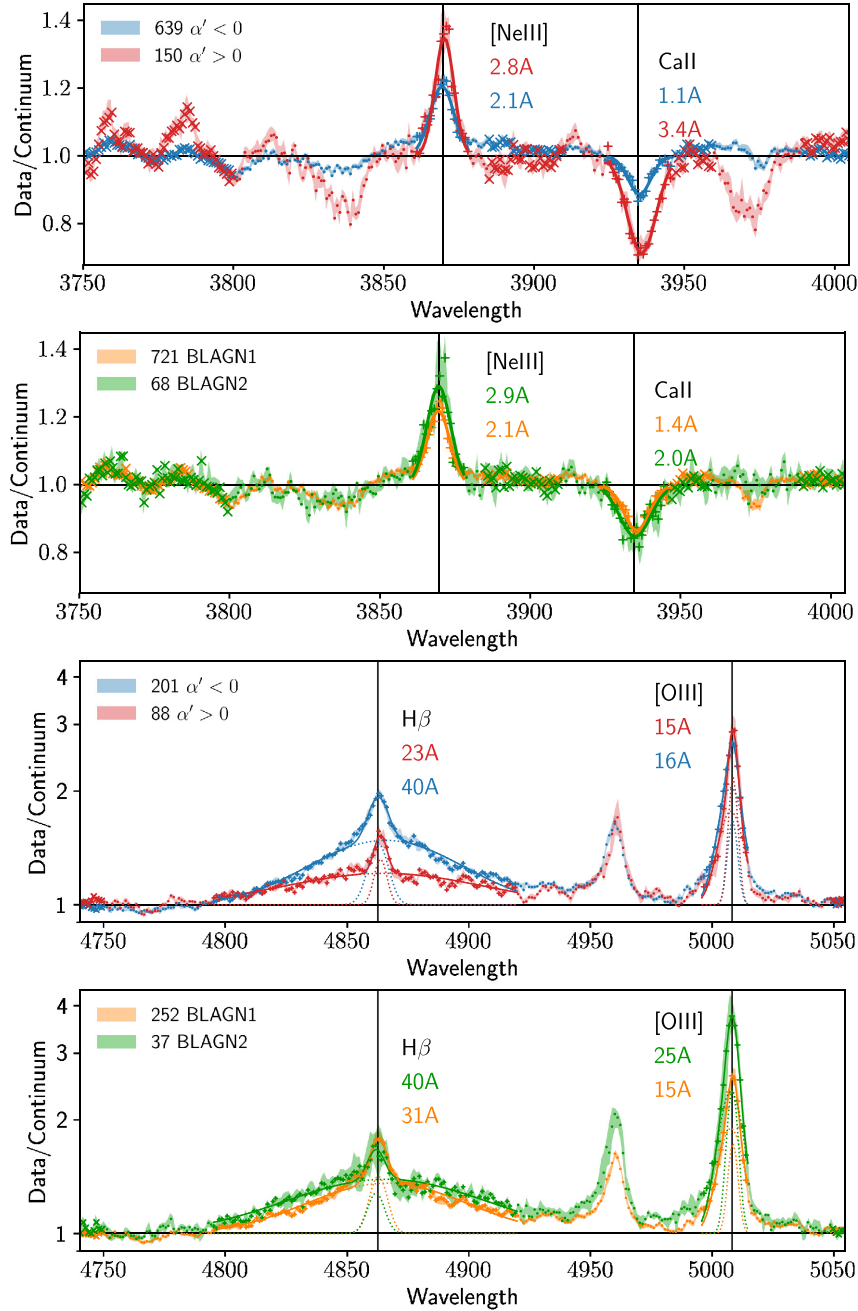 639 α′ < 0
150 α′ > 0
[NeIII]
2.8A
2.1A
CaII
1.1A
3.4A
1.4
1.2
1.0
0.8
Data/Continuum
3750 3800 3850 3900 3950 4000
Wavelength
721 BLAGN1
68 BLAGN2
[NeIII]
2.9A
2.1A
CaII
1.4A
2.0A
1.4
1.2
1.0
0.8
Data/Continuum
3750 3800 3850 3900 3950 4000
Wavelength
201 α′ < 0
88 α′ > 0
Hβ
23A
40A
[OIII]
15A
16A
4
3
2
1
Data/Continuum
4750 4800 4850 4900 4950 5000 5050
Wavelength
252 BLAGN1
37 BLAGN2
Hβ
40A
31A
[OIII]
25A
15A
4
3
2
1
Data/Continuum
4750 4800 4850 4900 4950 5000 5050
Wavelength